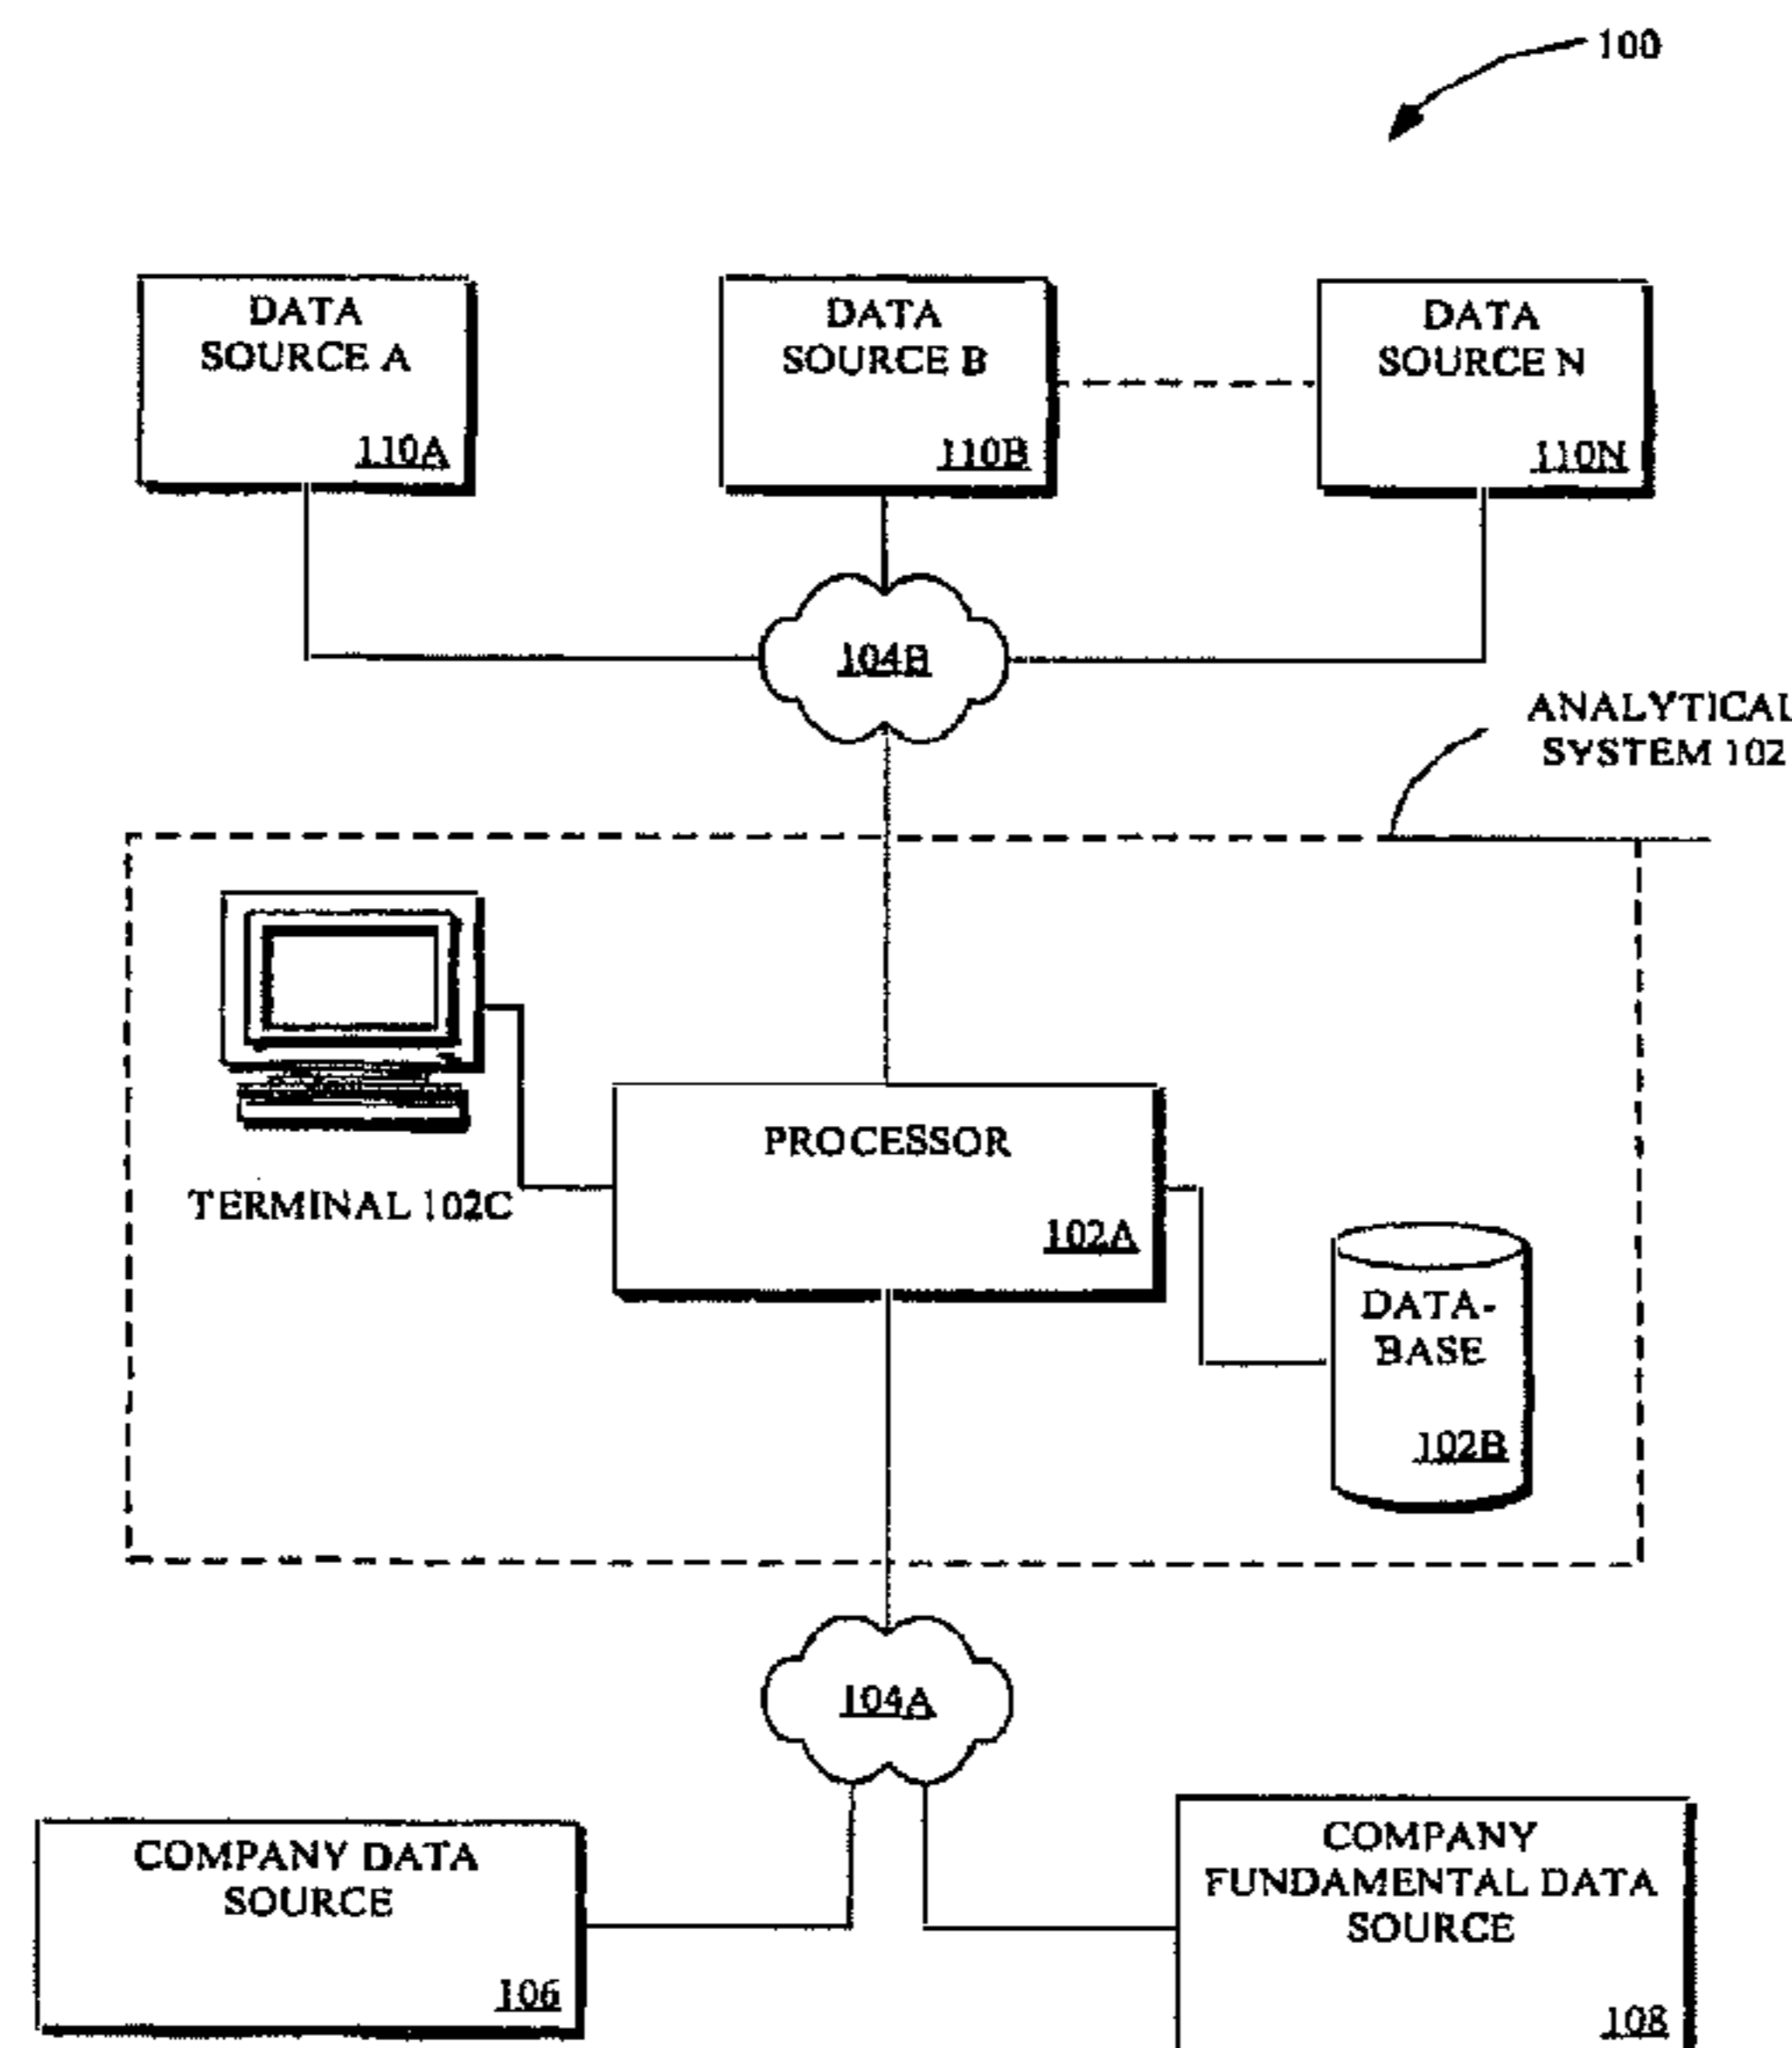 100
DATA
SOURCE A
110A
DATA
SOURCE B
110B
DATA
SOURCE N
110N
104B
ANALYTICAL
SYSTEM 102
TERMINAL 102C
PROCESSOR
102A
DATA-
BASE
102B
104A
COMPANY DATA
SOURCE
106
COMPANY
FUNDAMENTAL DATA
SOURCE
108